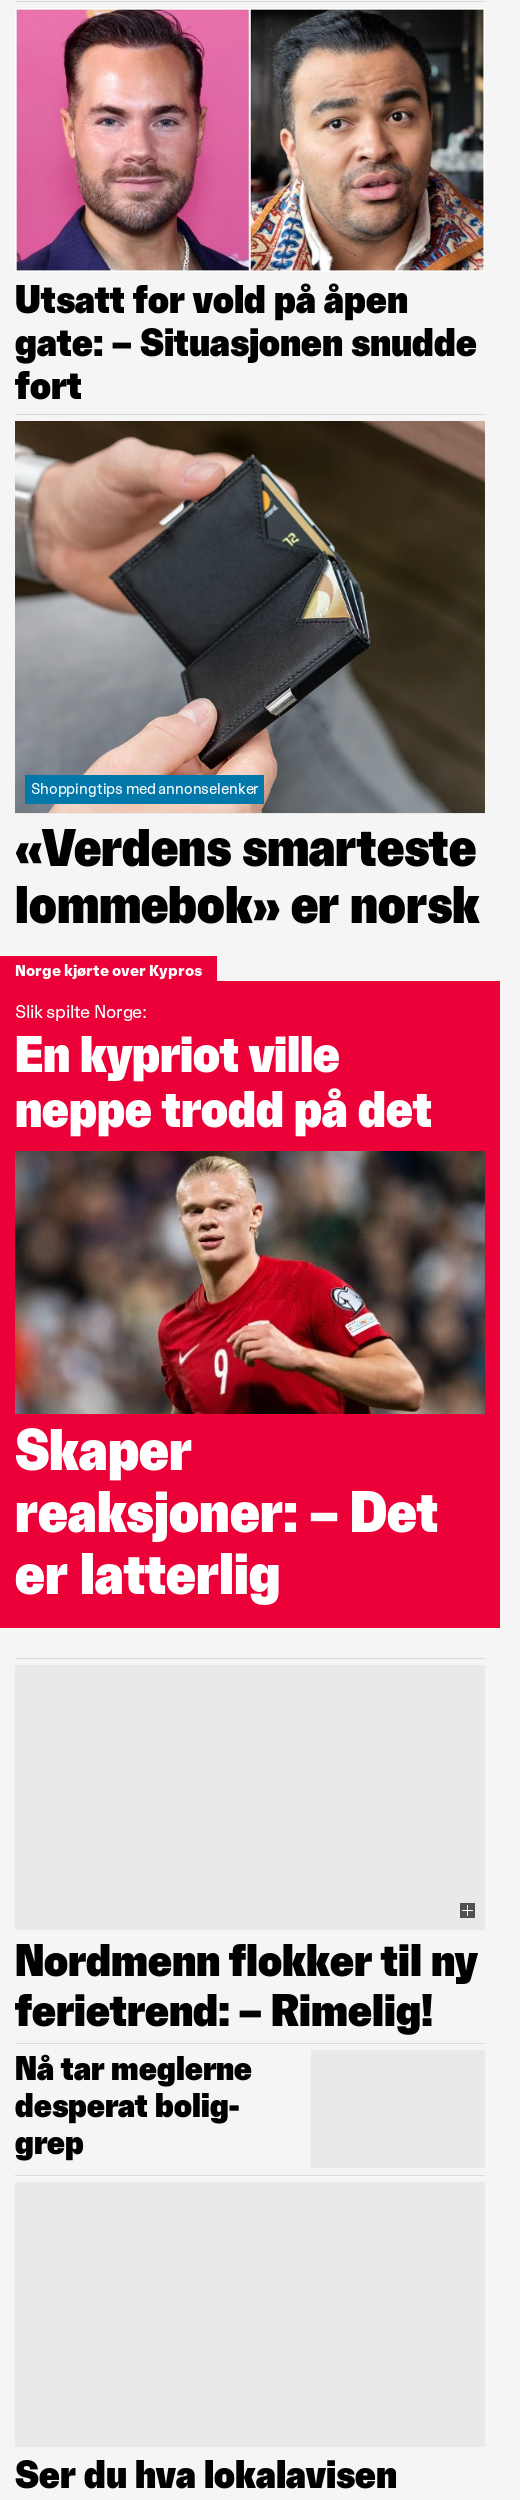 Utsatt for vold på åpen
gate: – Situasjonen snudde
fort
Shoppingtips med annonselenker
«Verdens smarteste
lommebok» er norsk
Norge kjørte over Kypros
Slik spilte Norge:
En kypriot ville
neppe trodd på det
9
Skaper
reaksjoner: – Det
er latterlig
Nordmenn flokker til ny
ferietrend: – Rimelig!
Nå tar meglerne
desperat bolig-
grep
Ser du hva lokalavisen